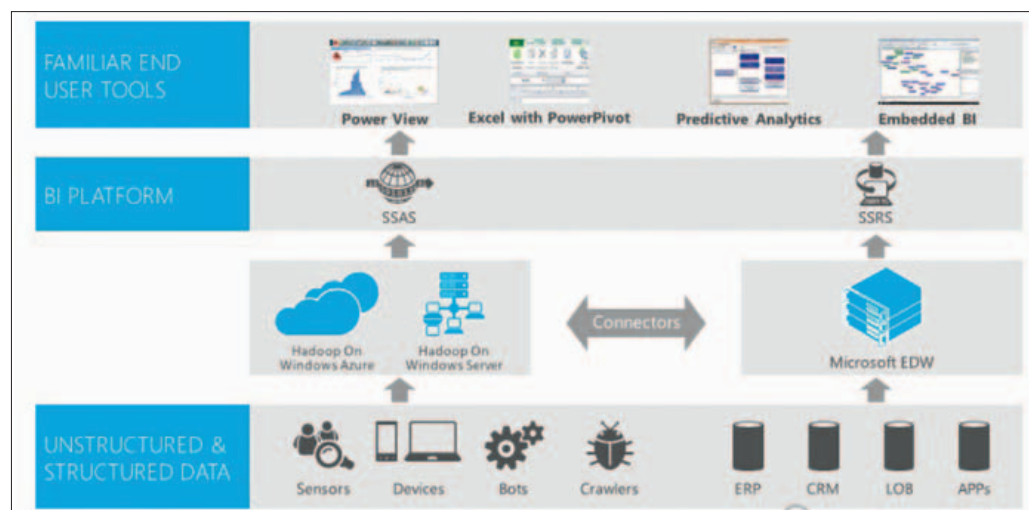 FAMILIAR END
USER TOOLS
Power View
Excel with PowerPivot
Predictive Analytics
Embedded BI
BI PLATFORM
SSAS
SSRS
Hadoop On
Windows Azure
Hadoop On
Windows Server
Connectors
Microsoft EDW
UNSTRUCTURED &
STRUCTURED DATA
Sensors
Devices
Bots
Crawlers
ERP
CRM
LOB
APPs